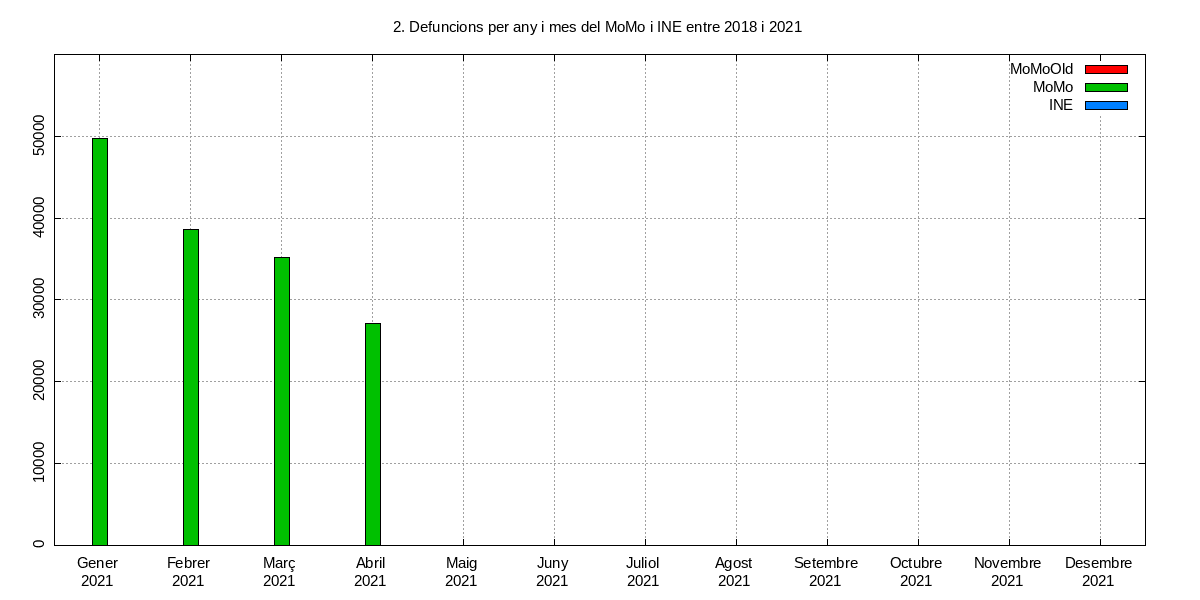 2. Defuncions per any i mes del MoMo i INE entre 2018 i 2021
MoMoOld
MoMo
INE
50000
40000
30000
20000
10000
0
Gener Febrer Març Abril Maig Juny Juliol Agost Setembre Octubre Novembre Desembre
2021 2021 2021 2021 2021 2021 2021 2021 2021 2021 2021 2021